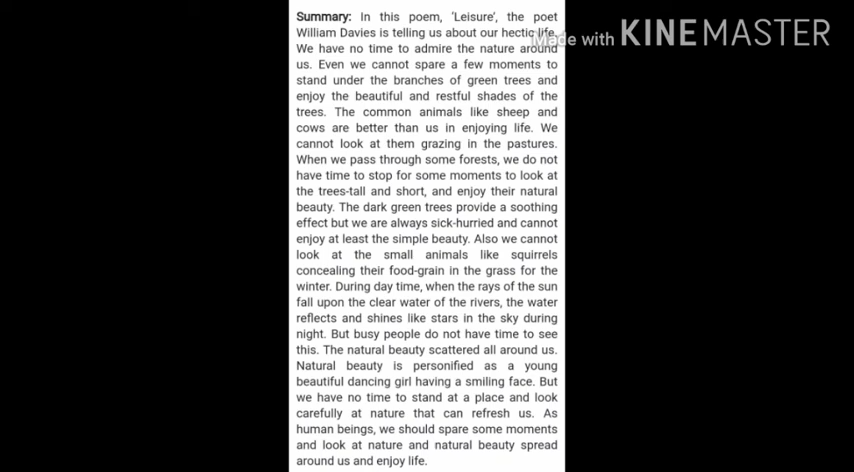 Summary: In this poem, 'Leisure', the poet
William Davies is telling us about our hectic life.
Made with KINEMASTER
We have no time to admire the nature around
us. Even we cannot spare a few moments to
stand under the branches of green trees and
enjoy the beautiful and restful shades of the
trees. The common animals like sheep and
cows are better than us in enjoying life. We
cannot look at them grazing in the pastures.
When we pass through some forests, we do not
have time to stop for some moments to look at
the trees-tall and short, and enjoy their natural
beauty. The dark green trees provide a soothing
effect but we are always sick-hurried and cannot
enjoy at least the simple beauty. Also we cannot
look at the small animals like squirrels
concealing their food-grain in the grass for the
winter. During day time, when the rays of the sun
fall upon the clear water of the rivers, the water
reflects and shines like stars in the sky during
night. But busy people do not have time to see
this. The natural beauty scattered all around us.
Natural beauty is personified as a young
beautiful dancing girl having a smiling face. But
we have no time to stand at a place and look
carefully at nature that can refresh us. As
human beings, we should spare some moments
and look at nature and natural beauty spread
around us and enjoy life.